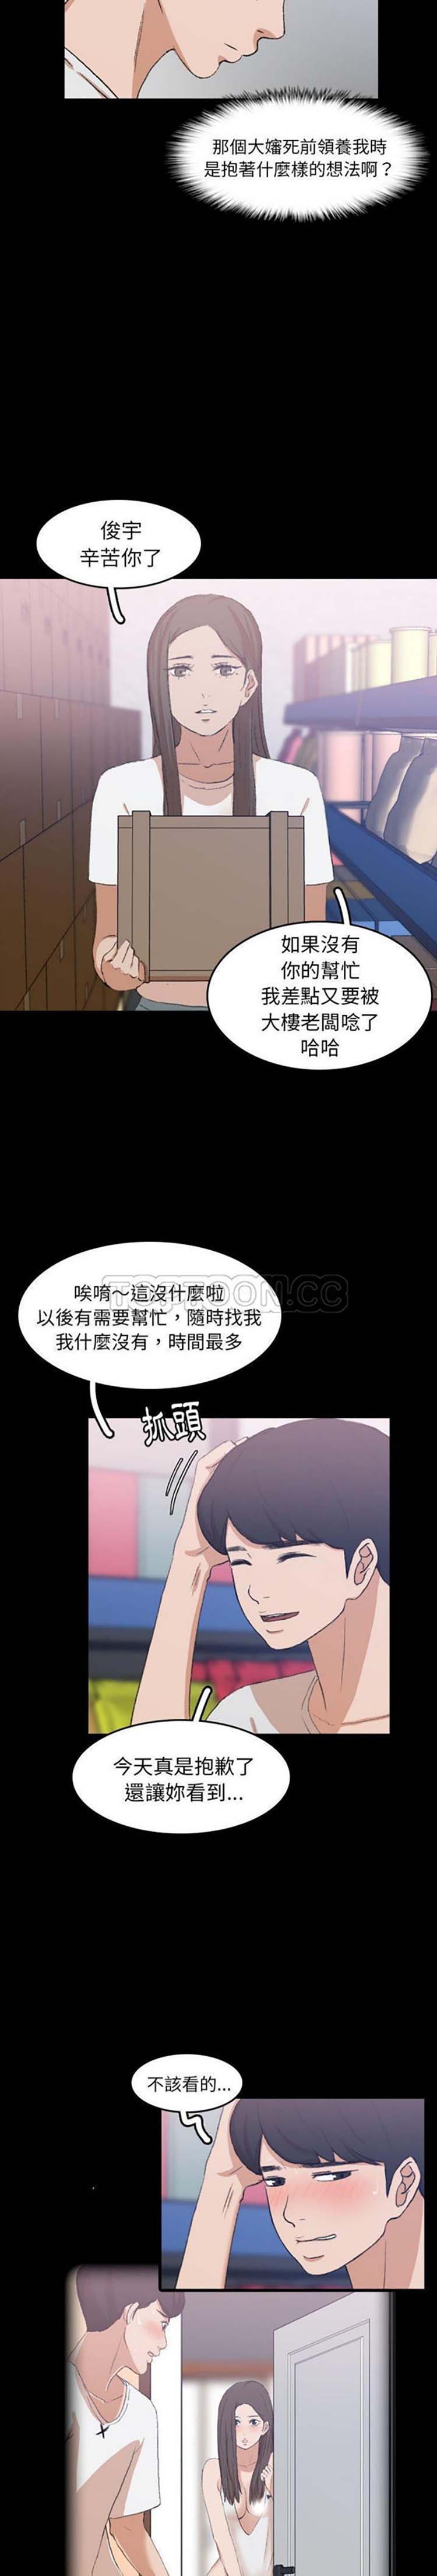 那個大嬸死前領養我時
是抱著什麼樣的想法啊？
俊宇
辛苦你了
如果沒有
你的幫忙
我差點又要被
大樓老闆唸了
哈哈
TOPTOON.CC
唉唷～這沒什麼啦
以後有需要幫忙，隨時找我
我什麼沒有，時間最多
抓頭
今天真是抱歉了
還讓妳看到...
不該看的...